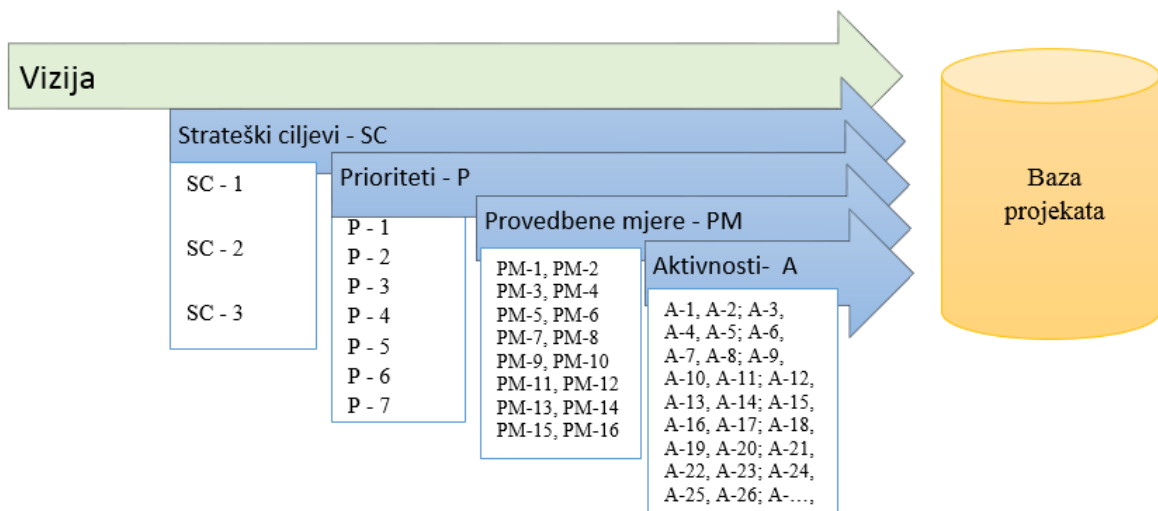 Vizija
Strateški ciljevi - SC
SC - 1
SC - 2
SC - 3
Prioriteti - P
P - 1
P - 2
P - 3
P - 4
P - 5
P - 6
P - 7
Provedbene mjere - PM
PM-1, PM-2
PM-3, PM-4
PM-5, PM-6
PM-7, PM-8
PM-9, PM-10
PM-11, PM-12
PM-13, PM-14
PM-15, PM-16
Aktivnosti-  A
A-1, A-2; A-3,
A-4, A-5; A-6,
A-7, A-8; A-9,
A-10, A-11; A-12,
A-13, A-14; A-15,
A-16, A-17; A-18,
A-19, A-20; A-21,
A-22, A-23; A-24,
A-25, A-26; A-…,
Baza
projekata